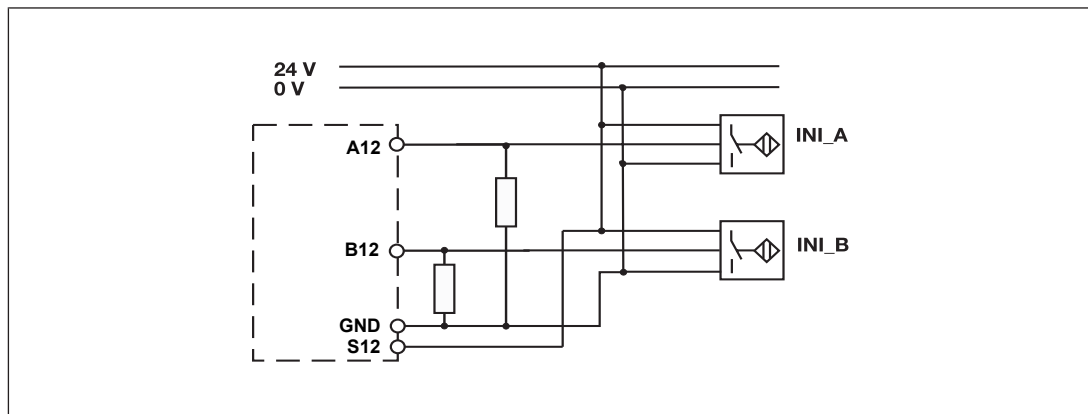 24 V
0 V
A12
INI_A
B12
INI_B
GND
S12